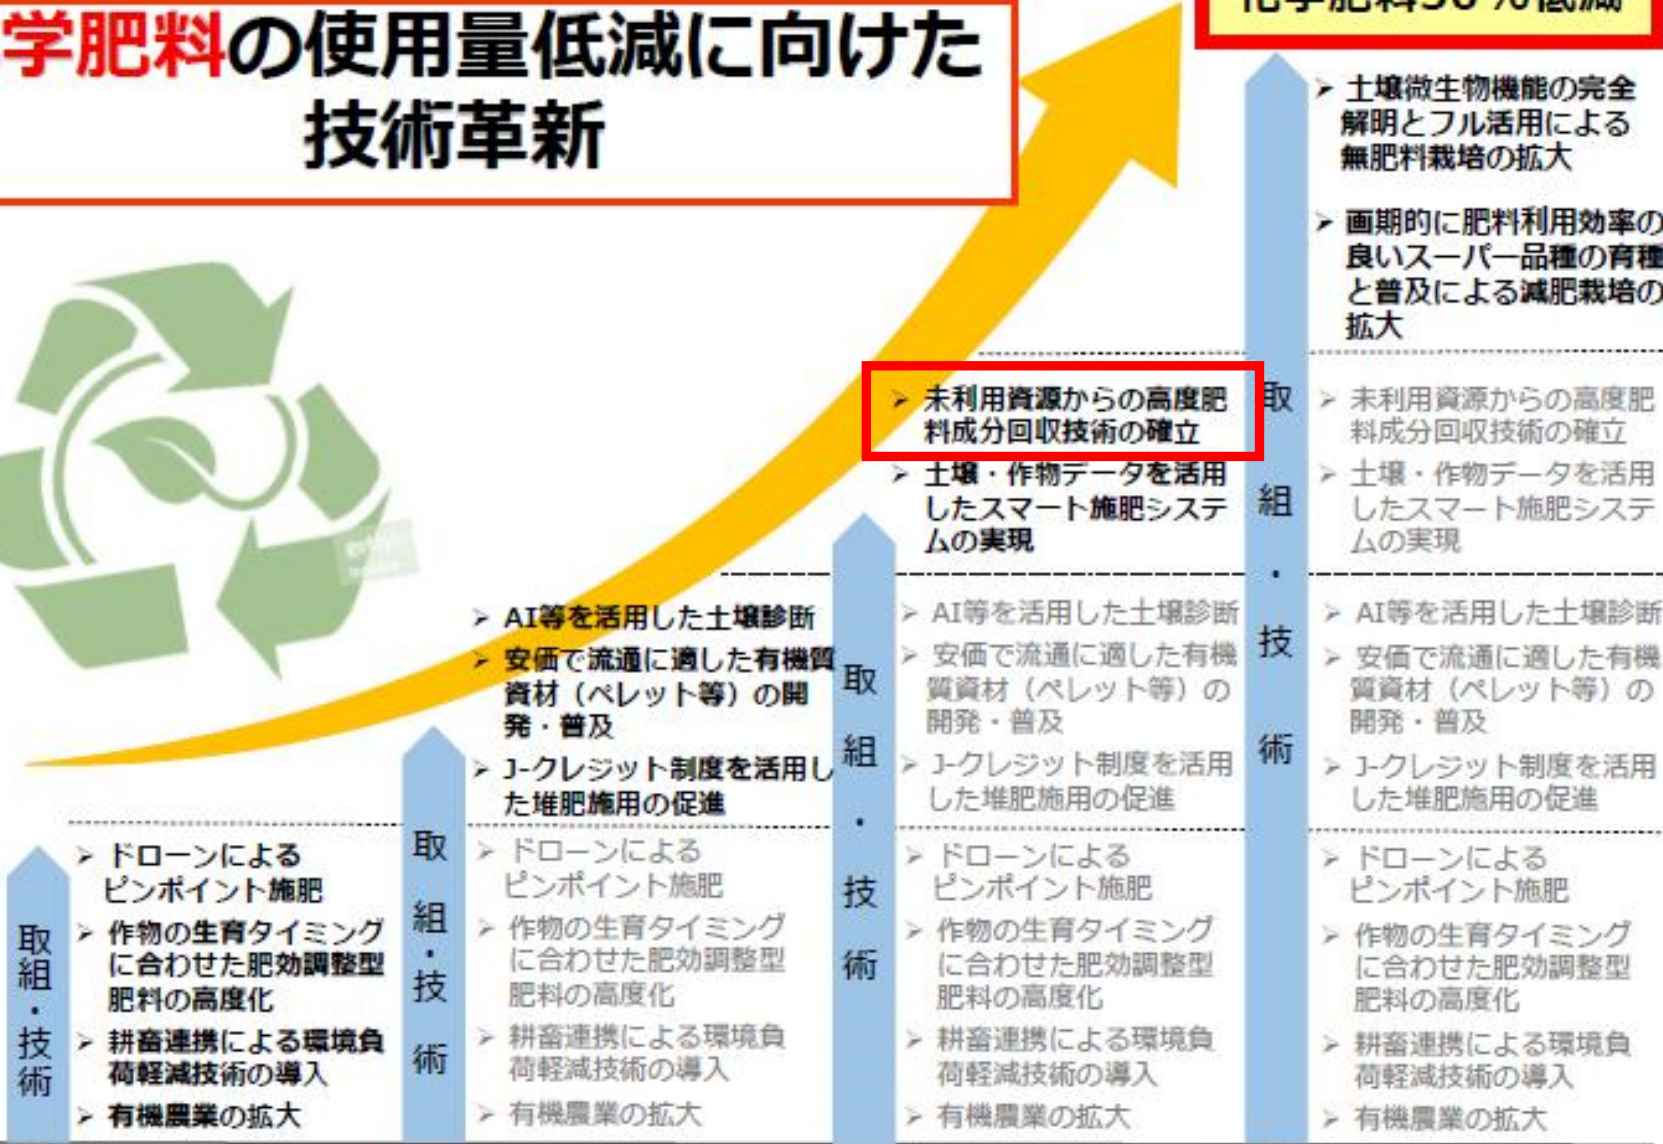 学肥料の使用量低減に向けた
技術革新
➢ 土壌微生物機能の完全
解明とフル活用による
無肥料栽培の拡大
➢ 画期的に肥料利用効率の
良いスーパー品種の育種
と普及による減肥栽培の
拡大
➢ 未利用資源からの高度肥
料成分回収技術の確立
➢ 土壌・作物データを活用
したスマート施肥システ
ムの実現
➢ 未利用資源からの高度肥
料成分回収技術の確立
➢ 土壌・作物データを活用
したスマート施肥システ
ムの実現
➢ AI等を活用した土壌診断
➢ 安価で流通に適した有機質
資材（ペレット等）の開
発・普及
➢ J-クレジット制度を活用し
た堆肥施用の促進
➢ AI等を活用した土壌診断
➢ 安価で流通に適した有機
質資材（ペレット等）の
開発・普及
➢ J-クレジット制度を活用
した堆肥施用の促進
➢ AI等を活用した土壌診断
➢ 安価で流通に適した有機
質資材（ペレット等）の
開発・普及
➢ J-クレジット制度を活用
した堆肥施用の促進
取組・技術
➢ ドローンによる
ピンポイント施肥
➢ 作物の生育タイミング
に合わせた肥効調整型
肥料の高度化
➢ 耕畜連携による環境負
荷軽減技術の導入
➢ 有機農業の拡大
取組・技術
➢ ドローンによる
ピンポイント施肥
➢ 作物の生育タイミング
に合わせた肥効調整型
肥料の高度化
➢ 耕畜連携による環境負
荷軽減技術の導入
➢ 有機農業の拡大
取組・技術
➢ ドローンによる
ピンポイント施肥
➢ 作物の生育タイミング
に合わせた肥効調整型
肥料の高度化
➢ 耕畜連携による環境負
荷軽減技術の導入
➢ 有機農業の拡大
取組・技術
➢ ドローンによる
ピンポイント施肥
➢ 作物の生育タイミング
に合わせた肥効調整型
肥料の高度化
➢ 耕畜連携による環境負
荷軽減技術の導入
➢ 有機農業の拡大